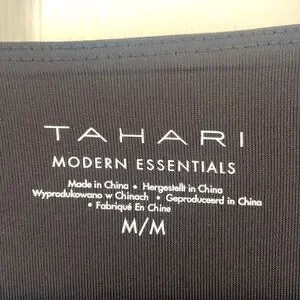 TAHARI
MODERN ESSENTIALS
Made in China • Hergestellt in China
Wyprodukowano w Chinach • Geproduceerd in China
• Fabriqué En Chine
M/M